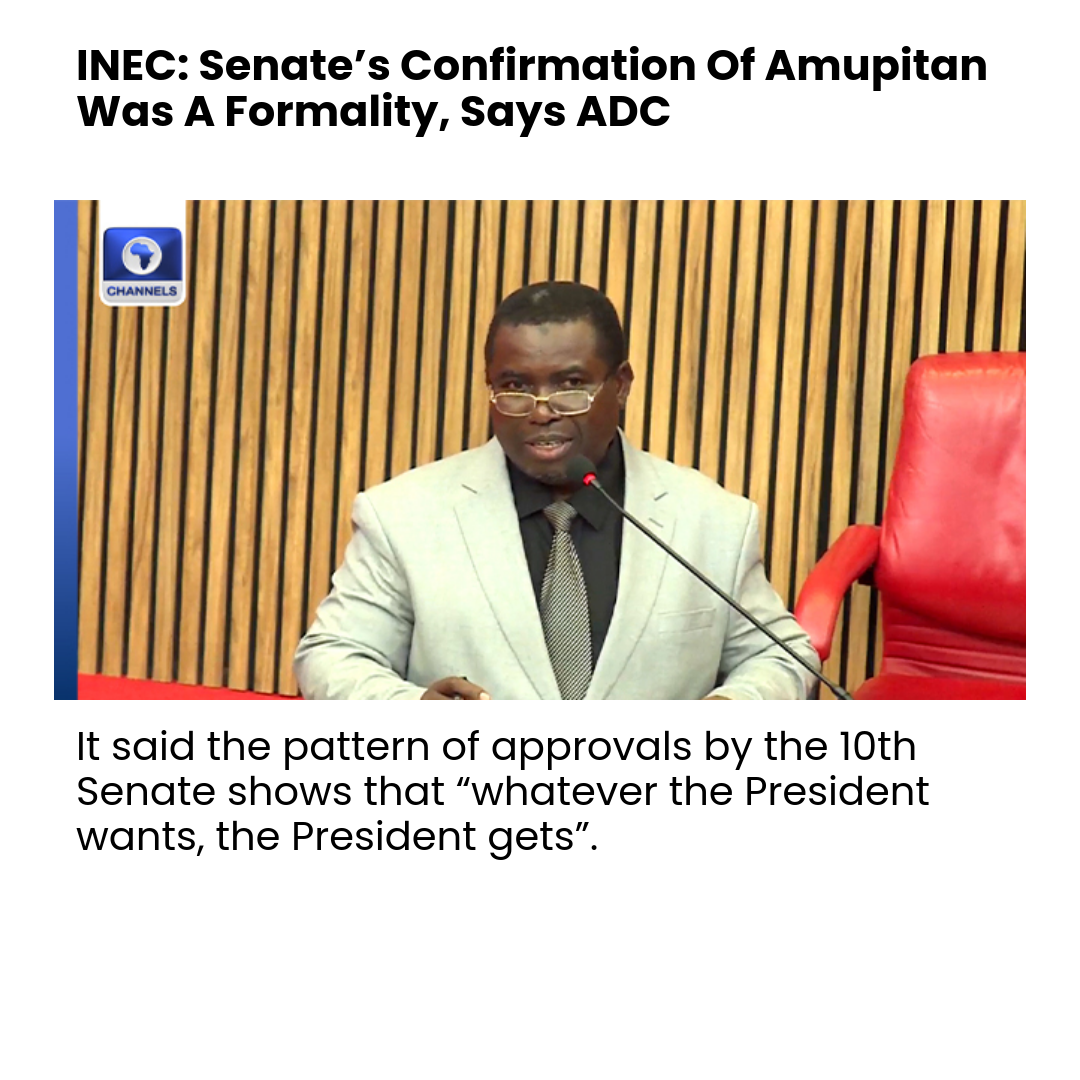 INEC: Senate’s Confirmation Of Amupitan
Was A Formality, Says ADC
CHANNELS
It said the pattern of approvals by the 10th
Senate shows that “whatever the President
wants, the President gets”.